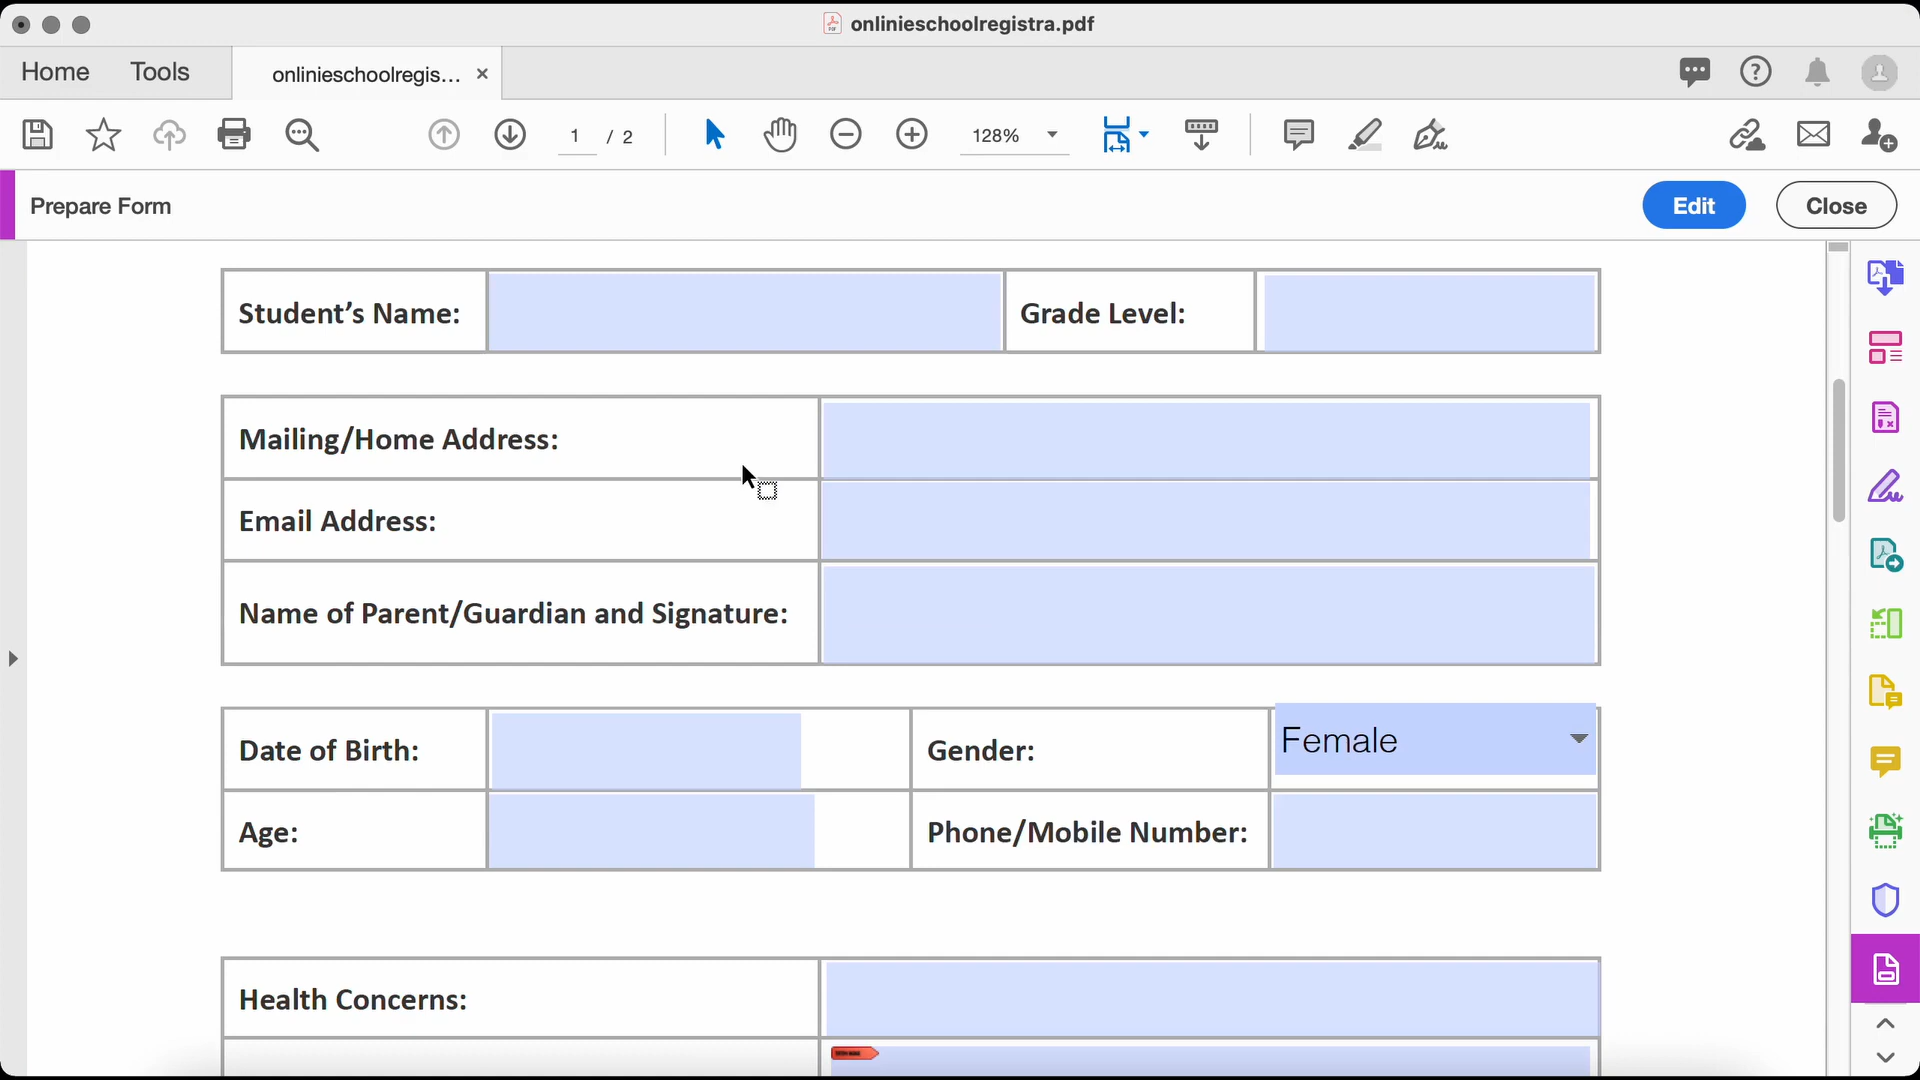 onlinieschoolregistra.pdf
Home Tools onlinieschoolregis... ×
1 / 2 128%
Prepare Form Edit Close
Student’s Name: Grade Level:
Mailing/Home Address:
Email Address:
Name of Parent/Guardian and Signature:
Date of Birth: Gender: Female
Age: Phone/Mobile Number:
Health Concerns: